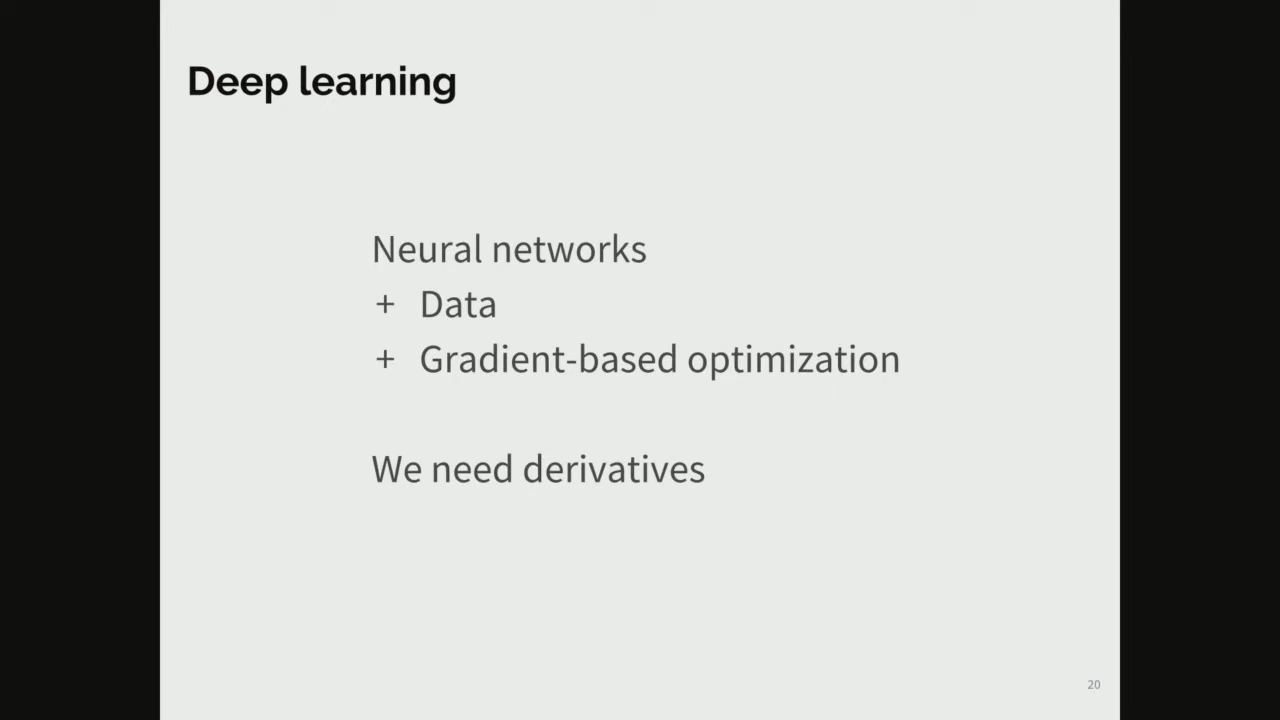 Deep learning
Neural networks
+ Data
+ Gradient-based optimization
We need derivatives
20